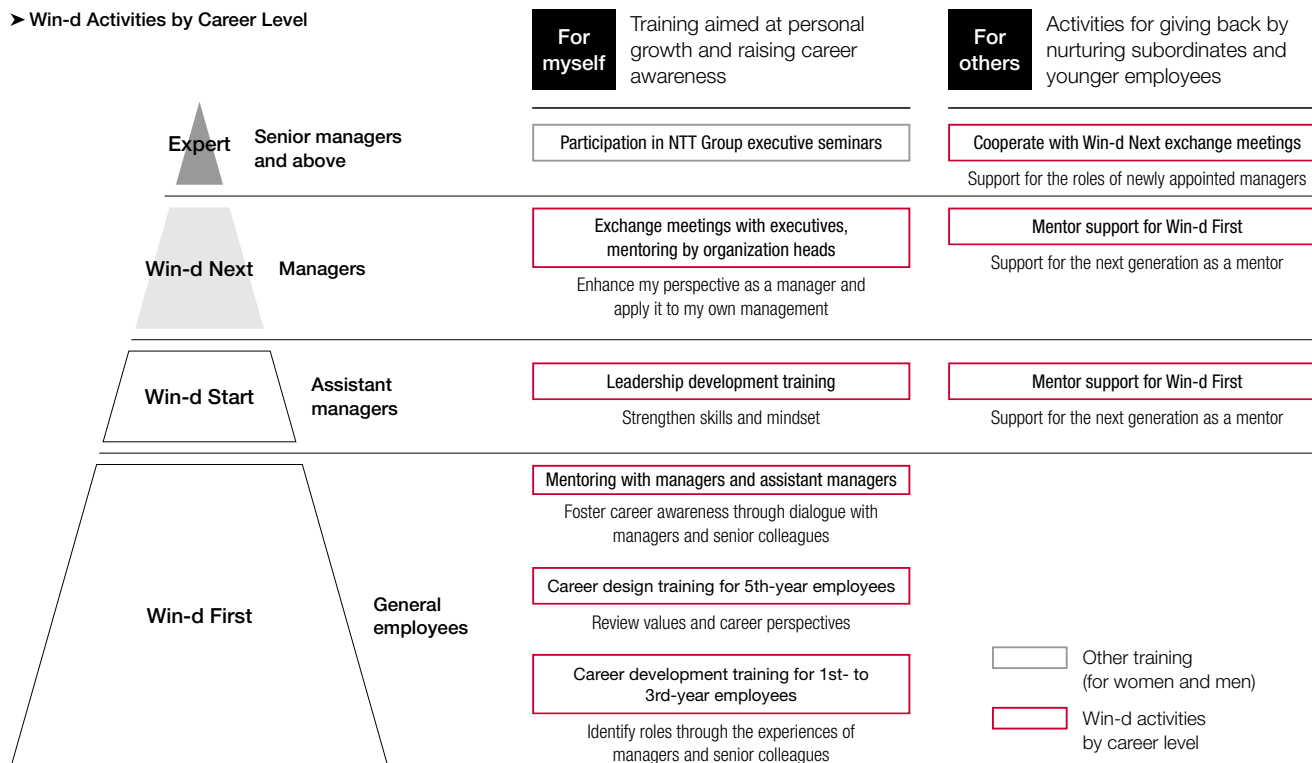 ➤ Win-d Activities by Career Level
For
myself
Training aimed at personal
growth and raising career
awareness
For
others
Activities for giving back by
nurturing subordinates and
younger employees
Expert
Senior managers
and above
Participation in NTT Group executive seminars
Cooperate with Win-d Next exchange meetings
Support for the roles of newly appointed managers
Win-d Next
Managers
Exchange meetings with executives,
mentoring by organization heads
Enhance my perspective as a manager and
apply it to my own management
Mentor support for Win-d First
Support for the next generation as a mentor
Win-d Start
Assistant
managers
Leadership development training
Strengthen skills and mindset
Mentor support for Win-d First
Support for the next generation as a mentor
Win-d First
General
employees
Mentoring with managers and assistant managers
Foster career awareness through dialogue with
managers and senior colleagues
Career design training for 5th-year employees
Review values and career perspectives
Career development training for 1st- to
3rd-year employees
Identify roles through the experiences of
managers and senior colleagues
Other training
(for women and men)
Win-d activities
by career level